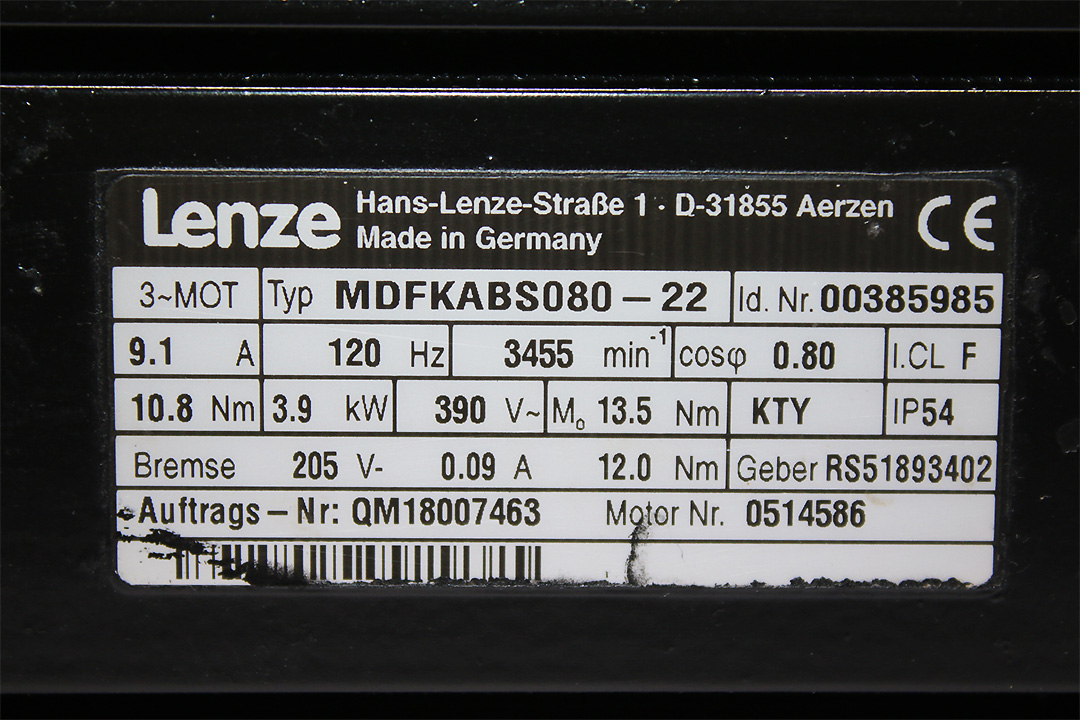 Lenze Hans-Lenze-Straße 1 · D-31855 Aerzen
Made in Germany CE
3~MOT Typ MDFKABS080-22 Id. Nr. 00385985
9.1 A 120 Hz 3455 min⁻¹ cosφ 0.80 I.CL F
10.8 Nm 3.9 kW 390 V~ M₀ 13.5 Nm KTY IP54
Bremse 205 V- 0.09 A 12.0 Nm Geber RS51893402
Auftrags-Nr: QM18007463 Motor Nr. 0514586